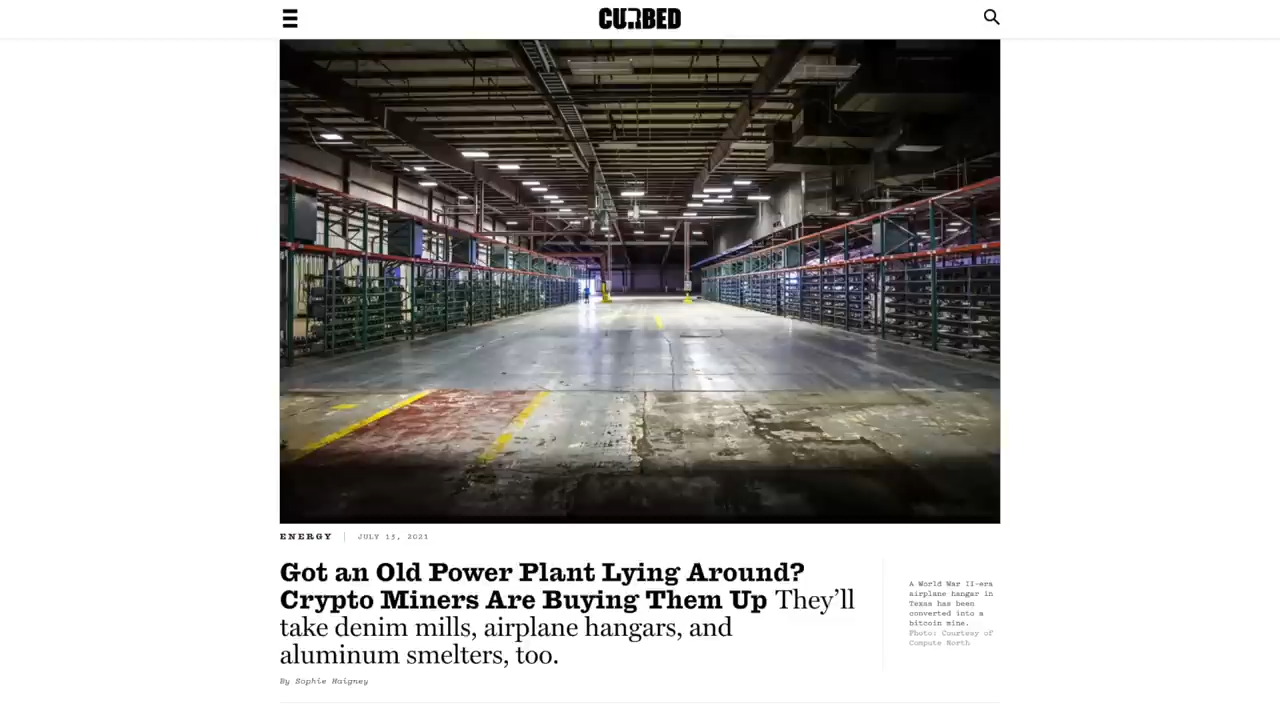 CURBED
ENERGY | JULY 13, 2021
Got an Old Power Plant Lying Around?
Crypto Miners Are Buying Them Up They’ll
take denim mills, airplane hangars, and
aluminum smelters, too.
By Sophie Haigney
A World War II-era
airplane hangar in
Texas has been
converted into a
bitcoin mine.
Photo: Courtesy of
Compute North